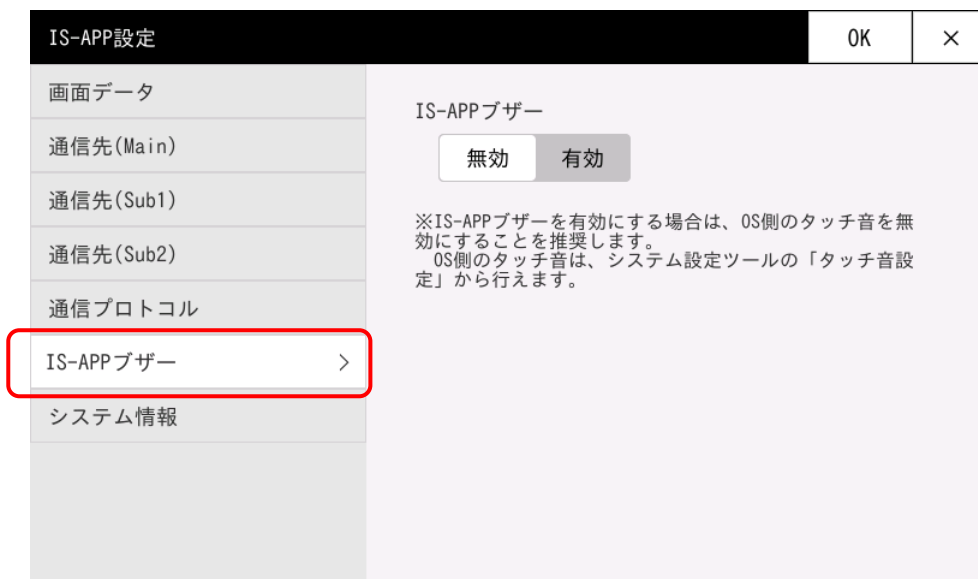 IS-APP設定
OK
×
画面データ
通信先(Main)
通信先(Sub1)
通信先(Sub2)
通信プロトコル
IS-APPブザー
システム情報
IS-APPブザー
無効 有効
※IS-APPブザーを有効にする場合は、OS側のタッチ音を無
効にすることを推奨します。
OS側のタッチ音は、システム設定ツールの「タッチ音設
定」から行えます。